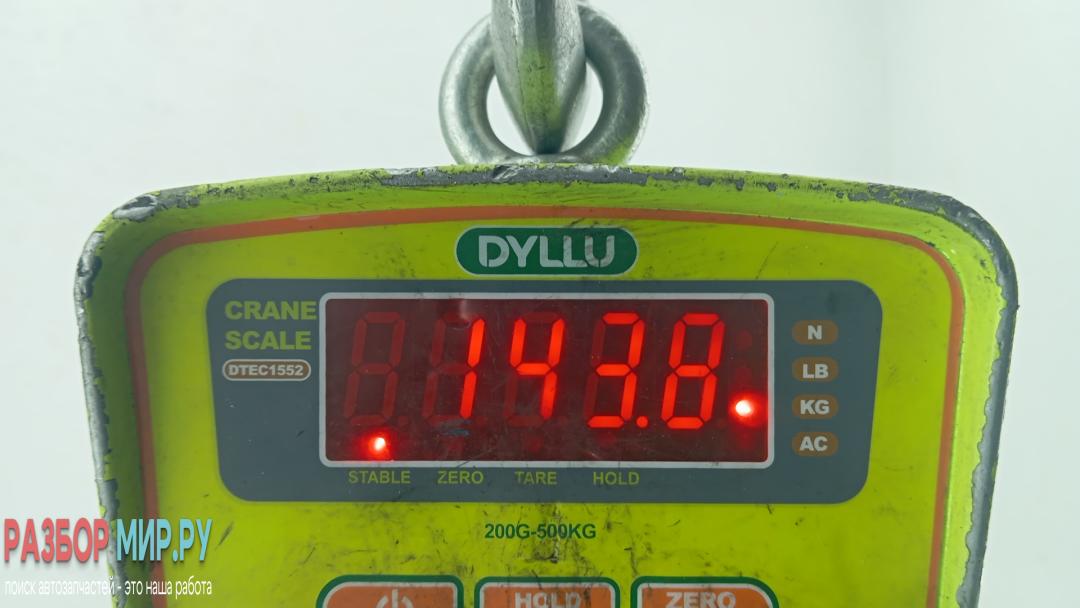 DYLLU
CRANE
SCALE
DTEC1552
143.8
N
LB
KG
AC
STABLE ZERO TARE HOLD
200G-500KG
РАЗБОР МИР.РУ
поиск автозапчастей - это наша работа
HOLD ZERO